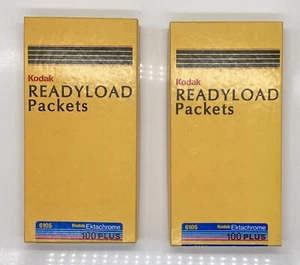 Kodak
READYLOAD
Packets
6105 Kodak Ektachrome
100 PLUS
Kodak
READYLOAD
Packets
6105 Kodak Ektachrome
100 PLUS